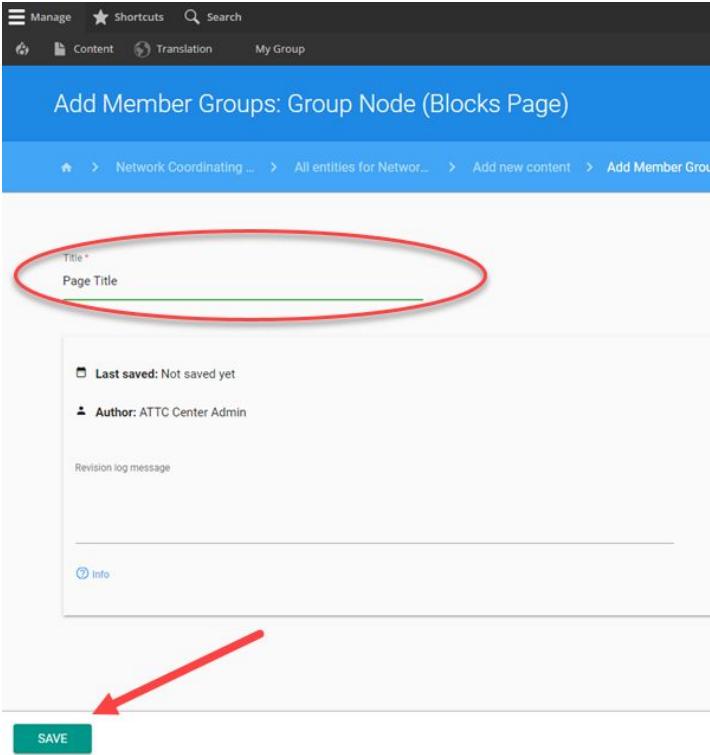 Manage Shortcuts Search
Content Translation My Group
Add Member Groups: Group Node (Blocks Page)
> Network Coordinating ... > All entities for Networ... > Add new content > Add Member Grou
Title *
Page Title
Last saved: Not saved yet
Author: ATTC Center Admin
Revision log message
Info
SAVE